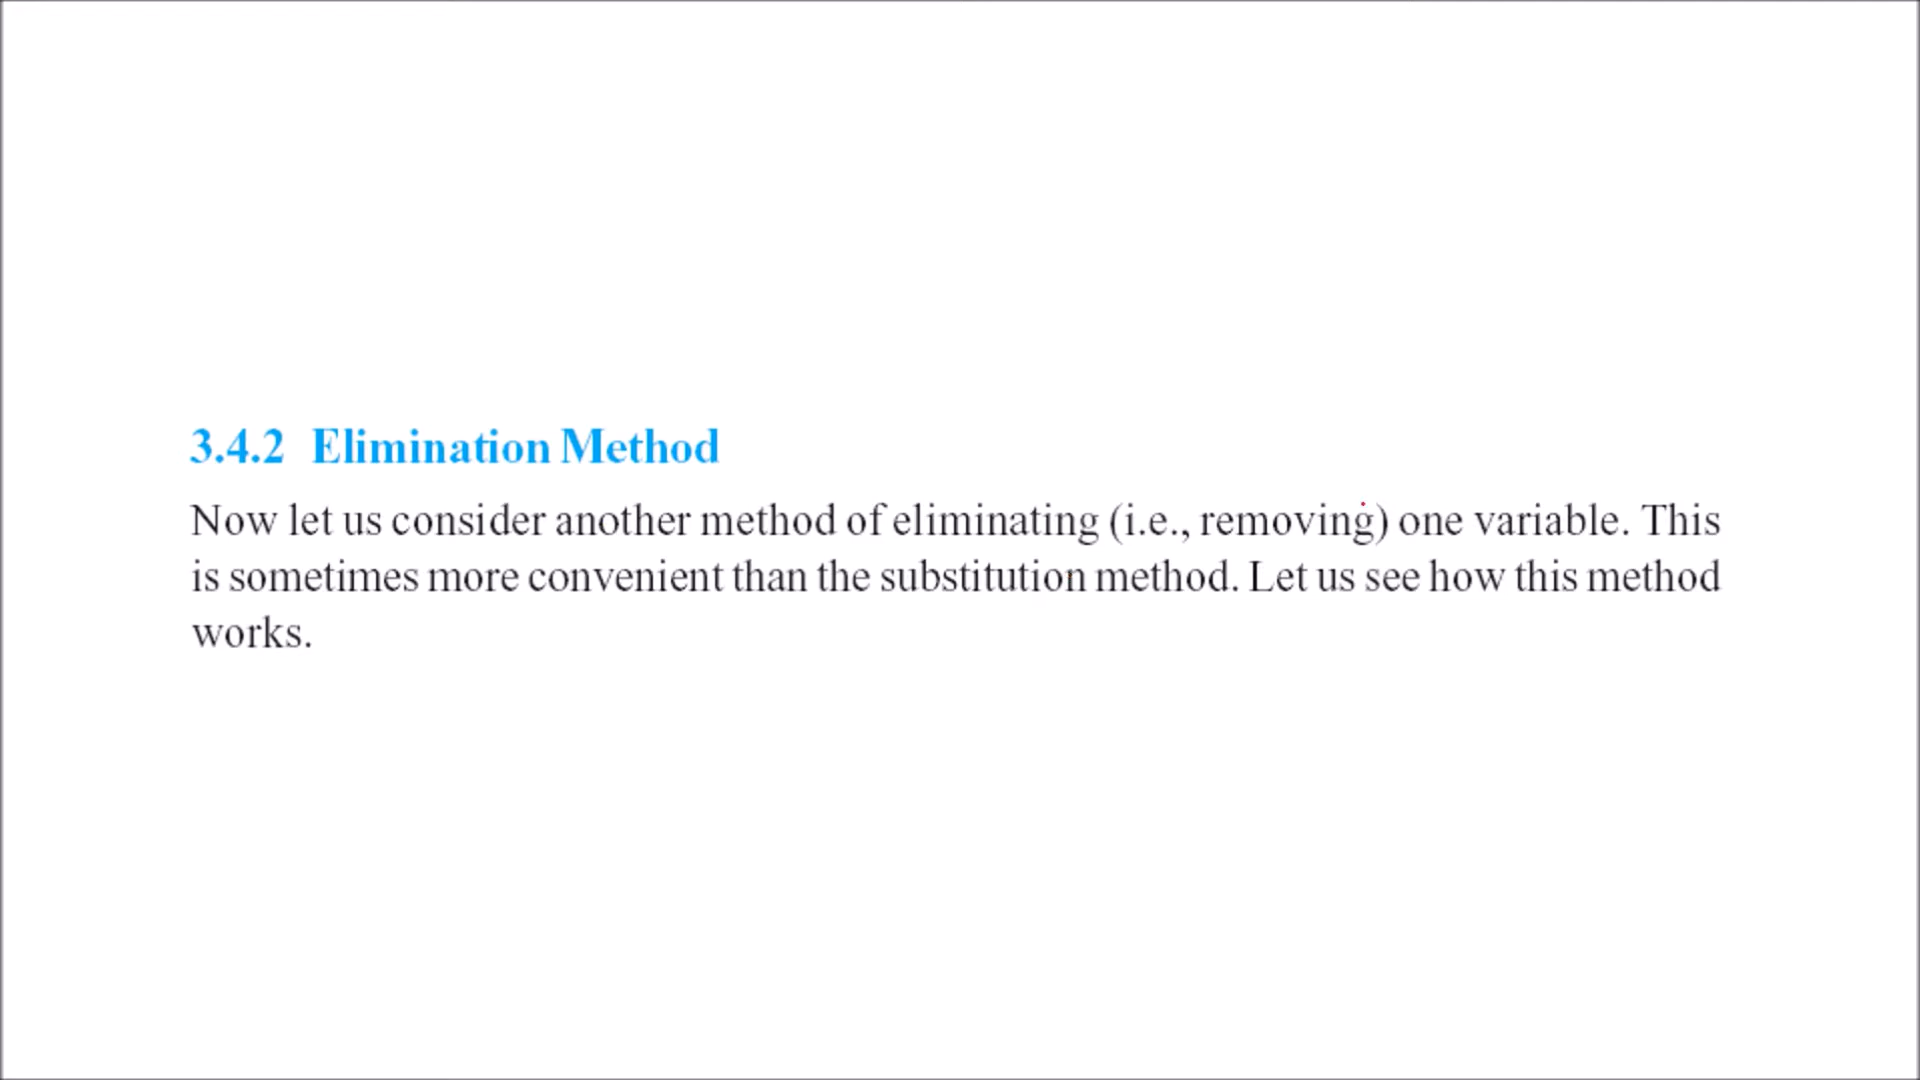 3.4.2 Elimination Method
Now let us consider another method of eliminating (i.e., removing) one variable. This
is sometimes more convenient than the substitution method. Let us see how this method
works.